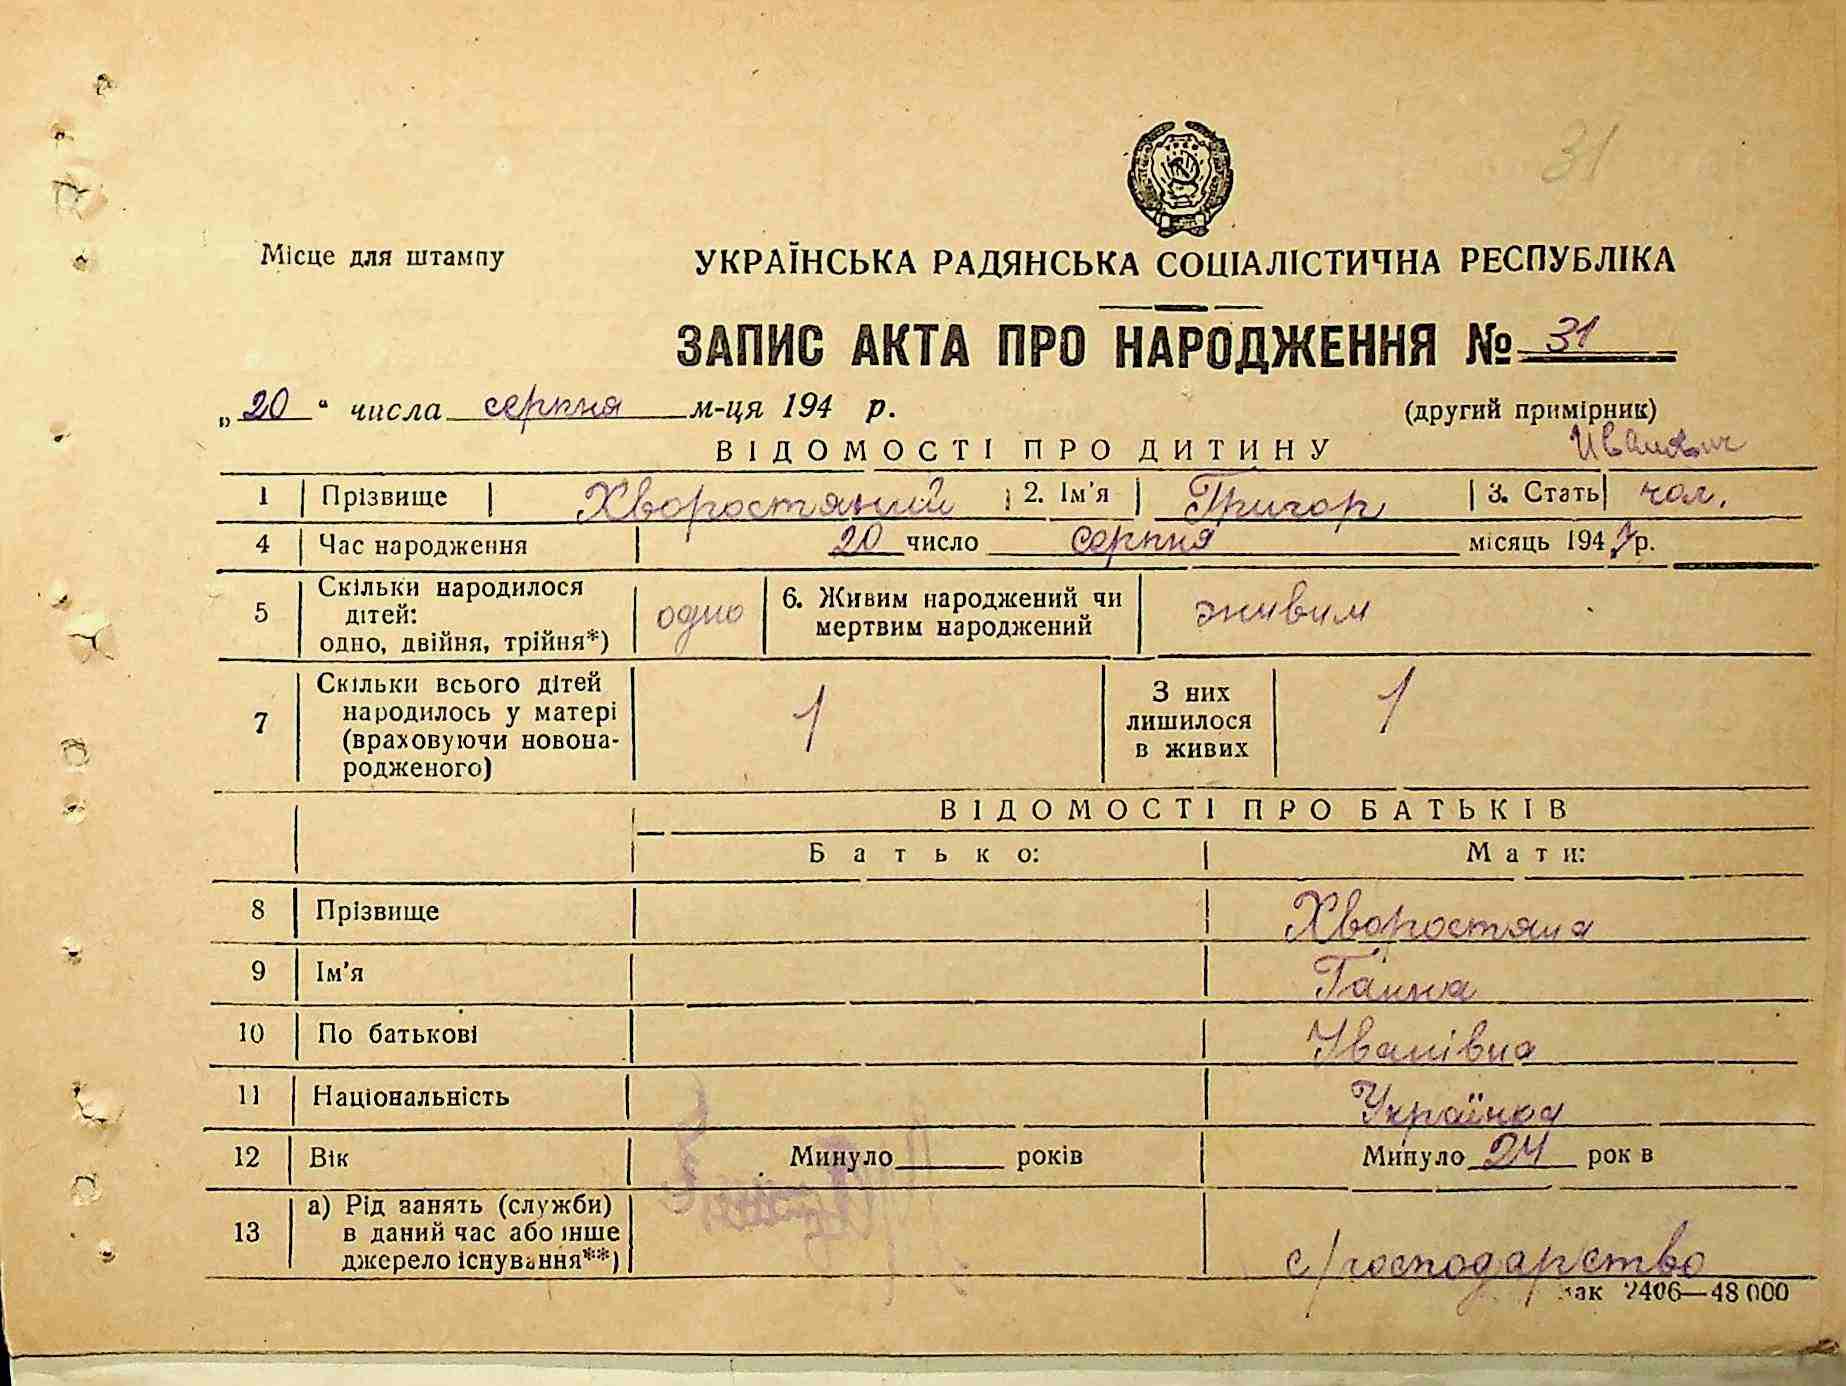 31
Місце для штампу
УКРАЇНСЬКА РАДЯНСЬКА СОЦІАЛІСТИЧНА РЕСПУБЛІКА
ЗАПИС АКТА ПРО НАРОДЖЕННЯ № 31
„20“ числа серпня м-ця 194 р.
(другий примірник)
ВІДОМОСТІ ПРО ДИТИНУ
Иванович
1 Прізвище Хворостяний 2. Ім'я Григор 3. Стать чол.
4 Час народження 20 число серпня місяць 1947р.
5 Скільки народилося
дітей:
одно, двійня, трійня*)
одно
6. Живим народжений чи
мертвим народжений
живим
7 Скільки всього дітей
народилось у матері
(враховуючи новона-
родженого)
1
З них
лишилося
в живих
1
ВІДОМОСТІ ПРО БАТЬКІВ
Батько: Мати:
8 Прізвище Хворостяна
9 Ім'я Ганна
10 По батькові Іванівна
11 Національність Українка
12 Вік Минуло років Минуло 24 рок в
13 а) Рід занять (служби)
в даний час або інше
джерело існування**)
с/господарство
зак 2406—48 000